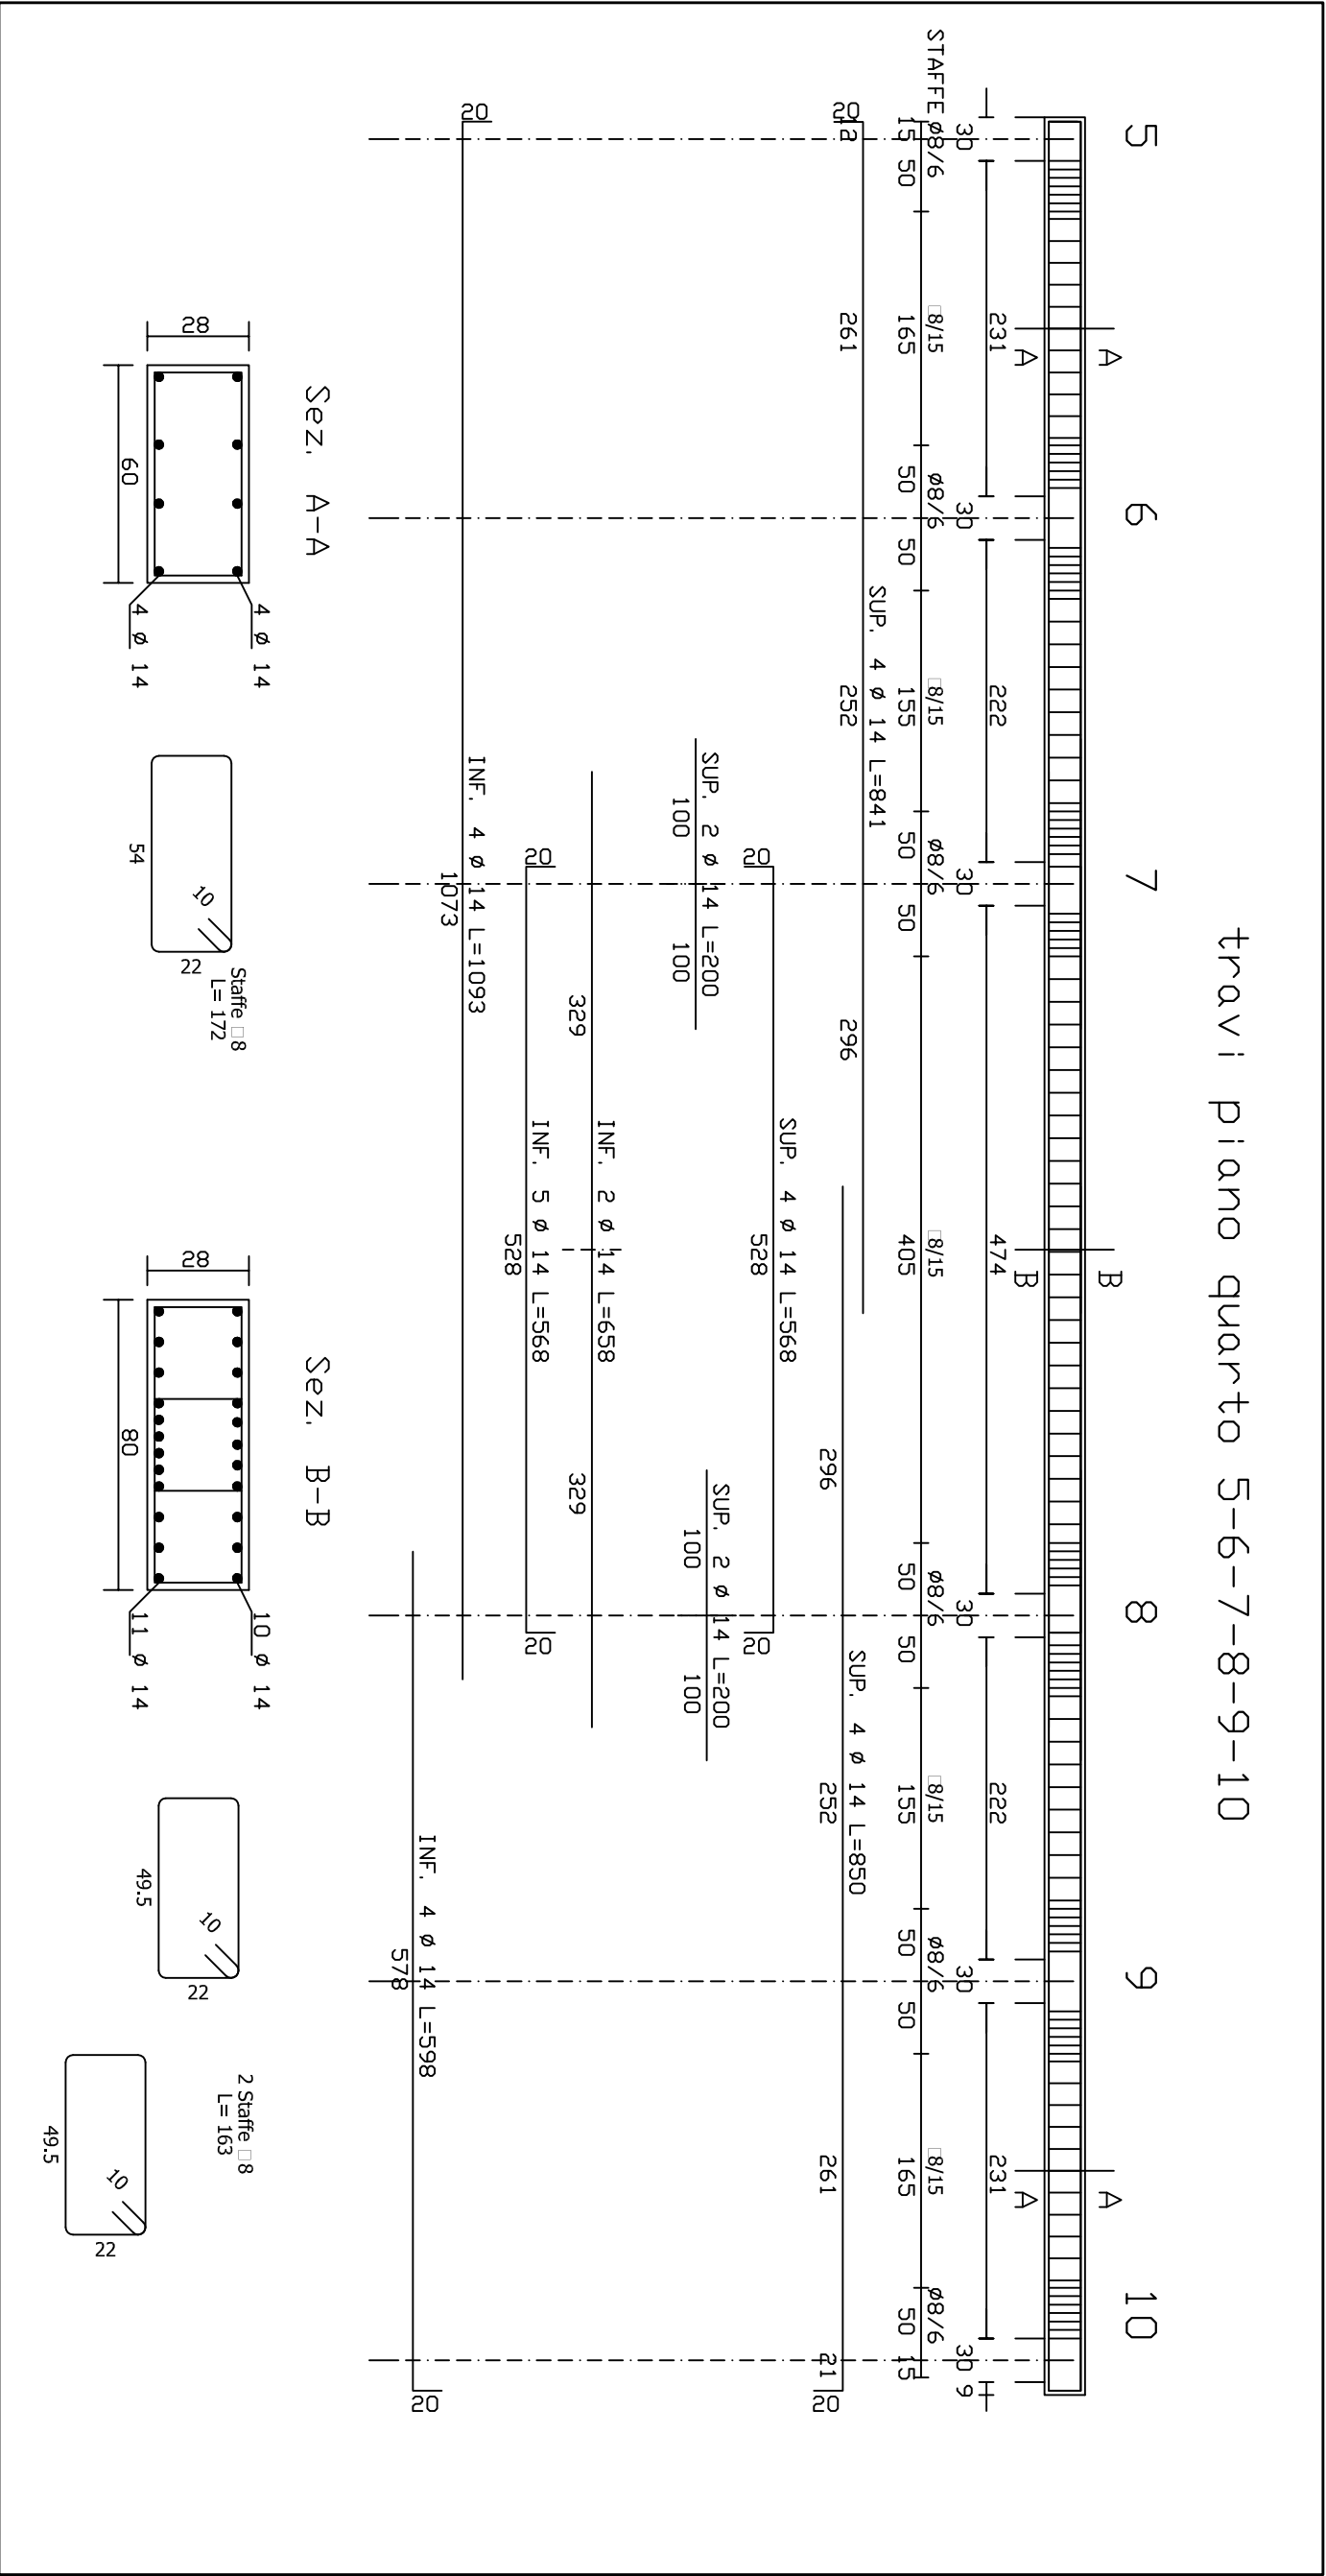 travi piano quarto 5-6-7-8-9-10
5 6 7 8 9 10
A A B A
A A B A
231 222 474 222 231
30 30 30 30 30 30 9
STAFFE ø8/6 □8/15 ø8/6 □8/15 ø8/6 □8/15 ø8/6 □8/15 ø8/6 □8/15 ø8/6
15 50 165 50 50 155 50 50 405 50 50 155 50 50 165 50 15
SUP. 4 ø 14 L=841
20 12 261 252 296
SUP. 4 ø 14 L=850
296 252 261 21 20
SUP. 4 ø 14 L=568
20 528 20
SUP. 2 ø 14 L=200
100 100
SUP. 2 ø 14 L=200
100 100
INF. 2 ø 14 L=658
329 329
INF. 5 ø 14 L=568
20 528 20
INF. 4 ø 14 L=1093
20 1073
INF. 4 ø 14 L=598
578 20
Sez. A-A
28
60
4 ø 14
4 ø 14
Staffe □8
L= 172
10
54
22
Sez. B-B
28
80
10 ø 14
11 ø 14
10
49.5
22
2 Staffe □8
L= 163
10
49.5
22